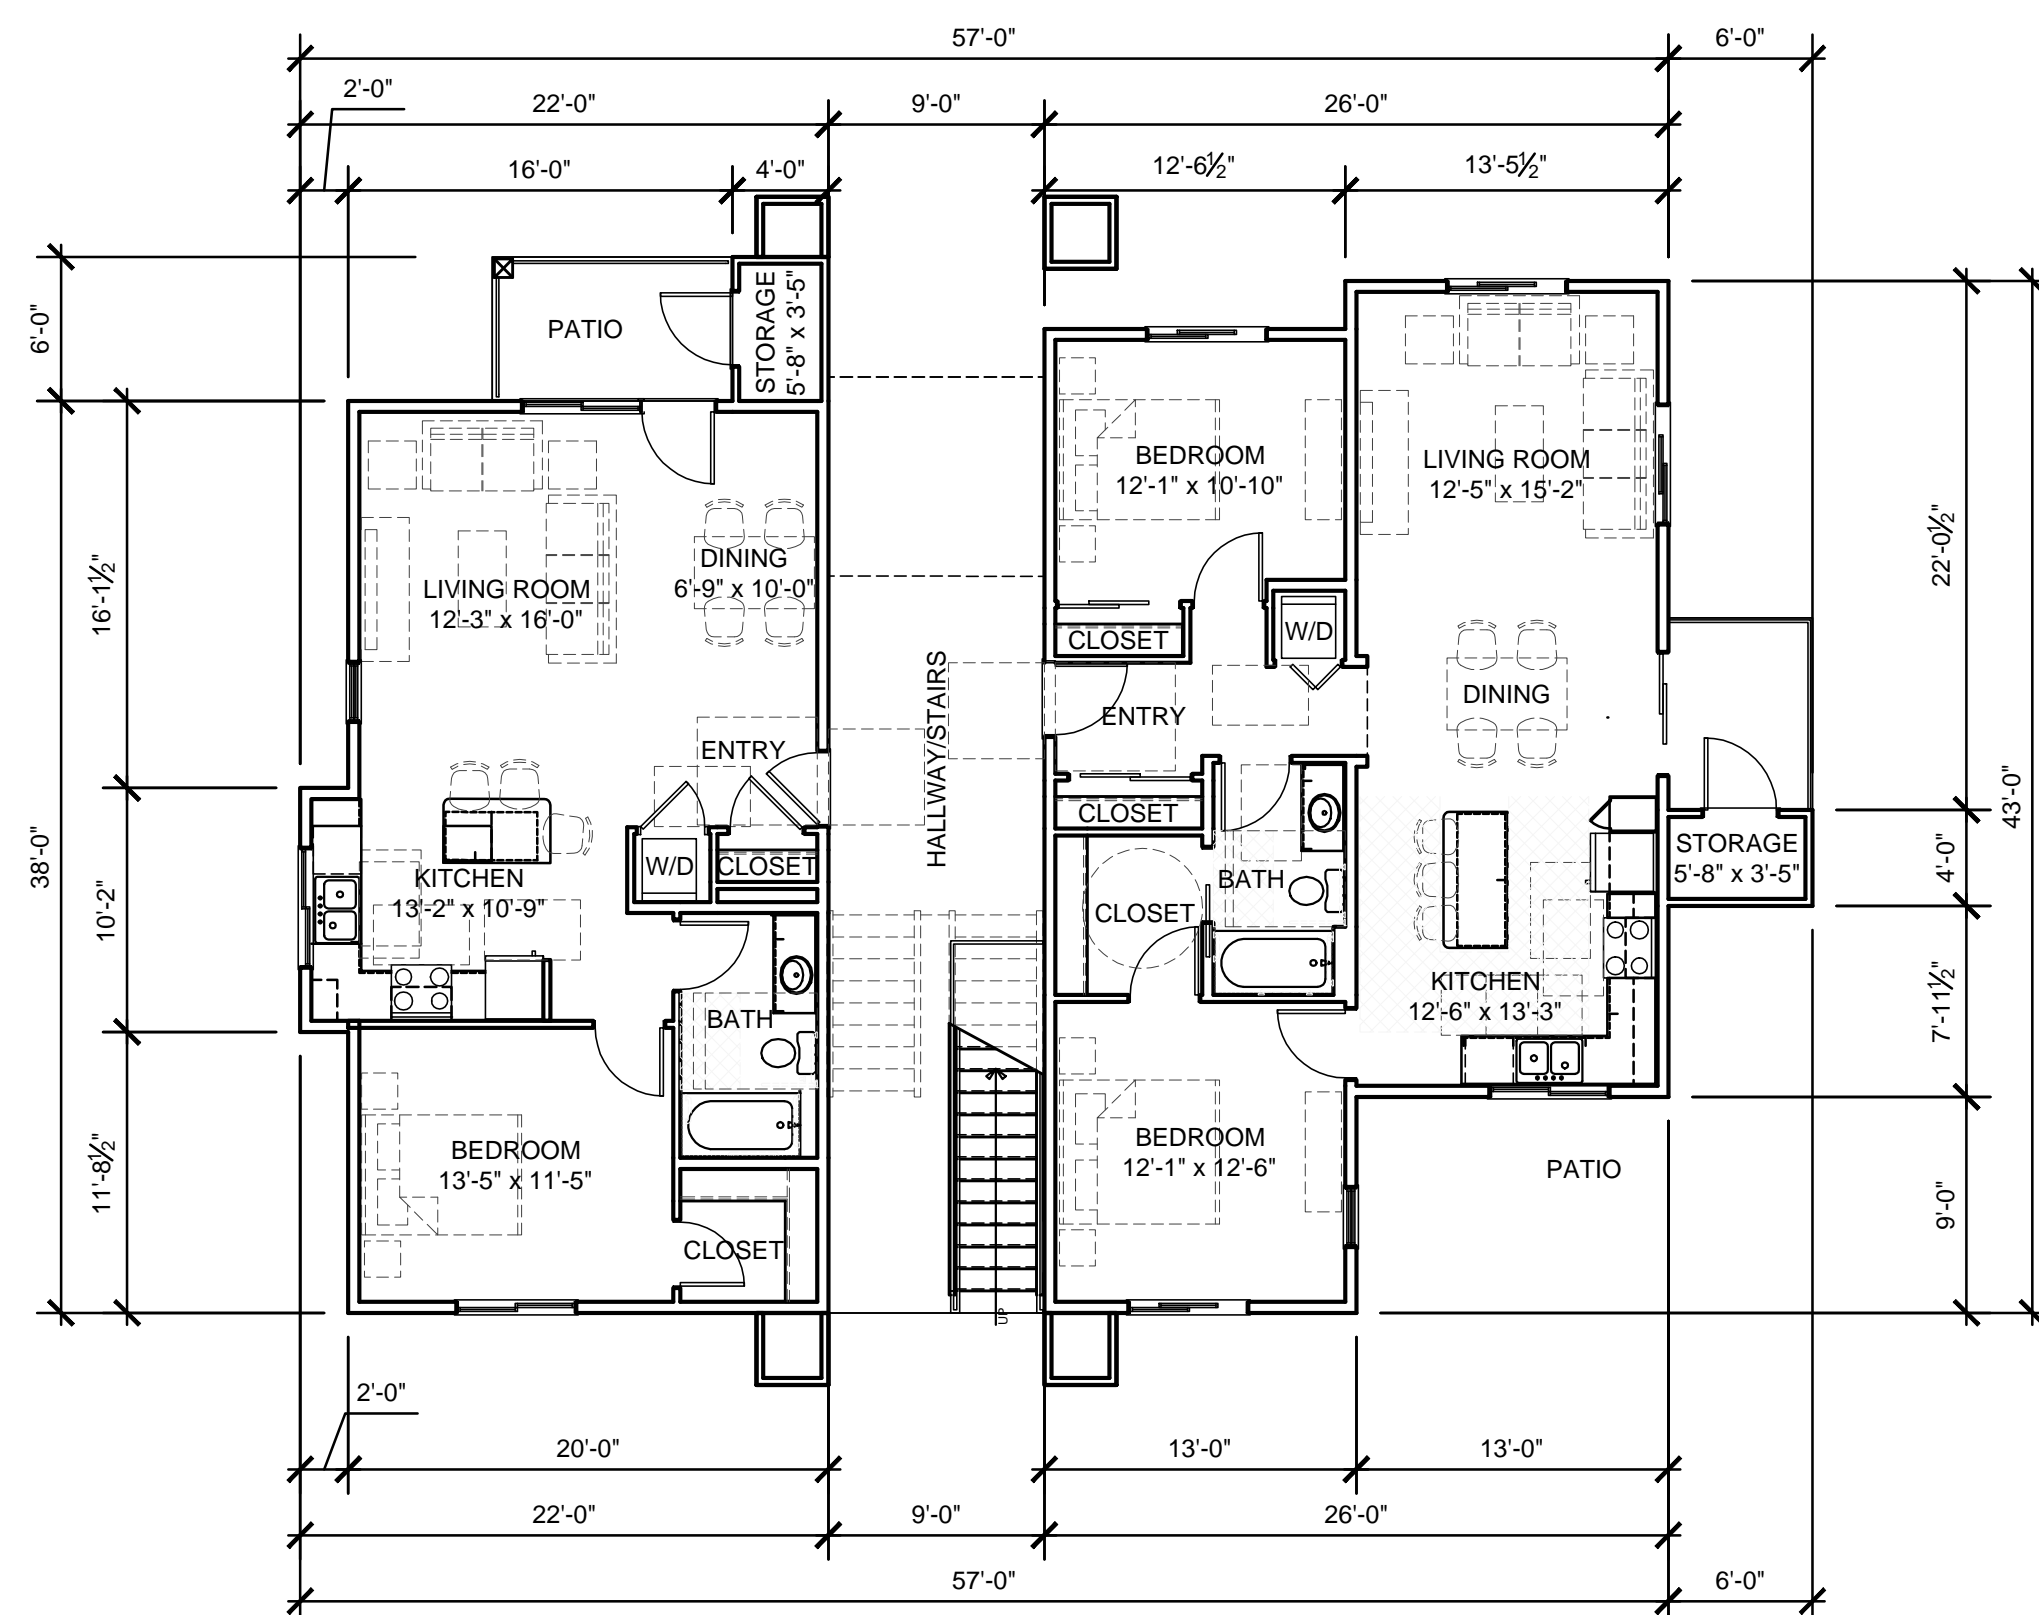 57'-0"
6'-0"
2'-0"
22'-0"
9'-0"
26'-0"
16'-0"
4'-0"
12'-6½"
13'-5½"
6'-0"
PATIO
STORAGE
5'-8" x 3'-5"
BEDROOM
12'-1" x 10'-10"
LIVING ROOM
12'-5" x 15'-2"
22'-0½"
43'-0"
16'-1½"
38'-0"
LIVING ROOM
12'-3" x 16'-0"
DINING
6'-9" x 10'-0"
CLOSET
W/D
HALLWAY/STAIRS
ENTRY
DINING
ENTRY
CLOSET
W/D
CLOSET
KITCHEN
13'-2" x 10'-9"
10'-2"
BATH
CLOSET
STORAGE
5'-8" x 3'-5"
4'-0"
KITCHEN
12'-6" x 13'-3"
7'-11½"
BATH
BEDROOM
13'-5" x 11'-5"
11'-8½"
BEDROOM
12'-1" x 12'-6"
PATIO
9'-0"
CLOSET
UP
2'-0"
20'-0"
13'-0"
13'-0"
22'-0"
9'-0"
26'-0"
57'-0"
6'-0"